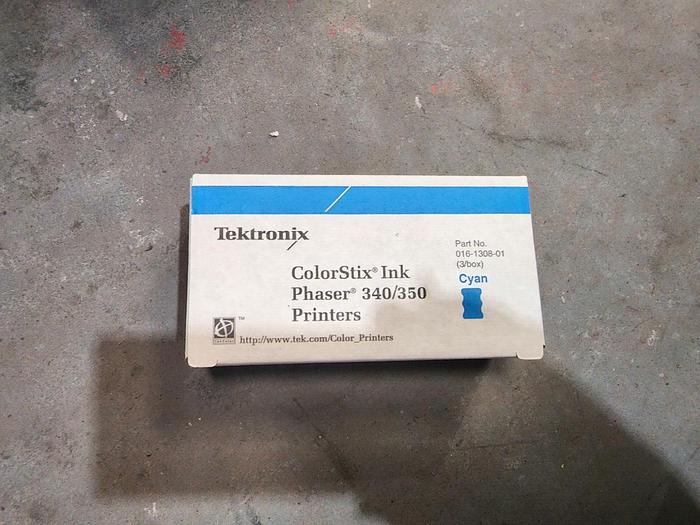 Tektronix
ColorStix® Ink
Phaser® 340/350
Printers
Part No.
016-1308-01
(3/box)
Cyan
™
http://www.tek.com/Color_Printers